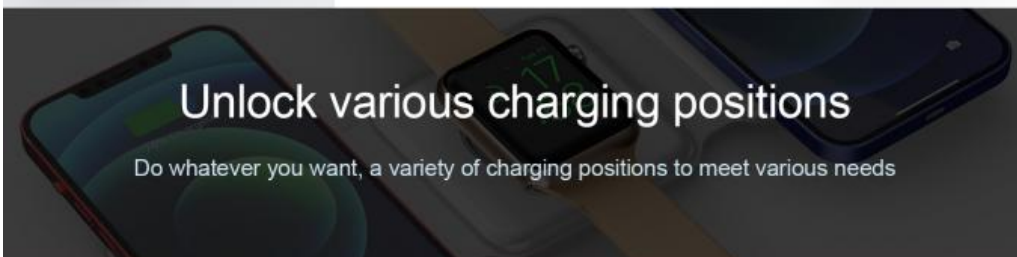 Unlock various charging positions
Do whatever you want, a variety of charging positions to meet various needs